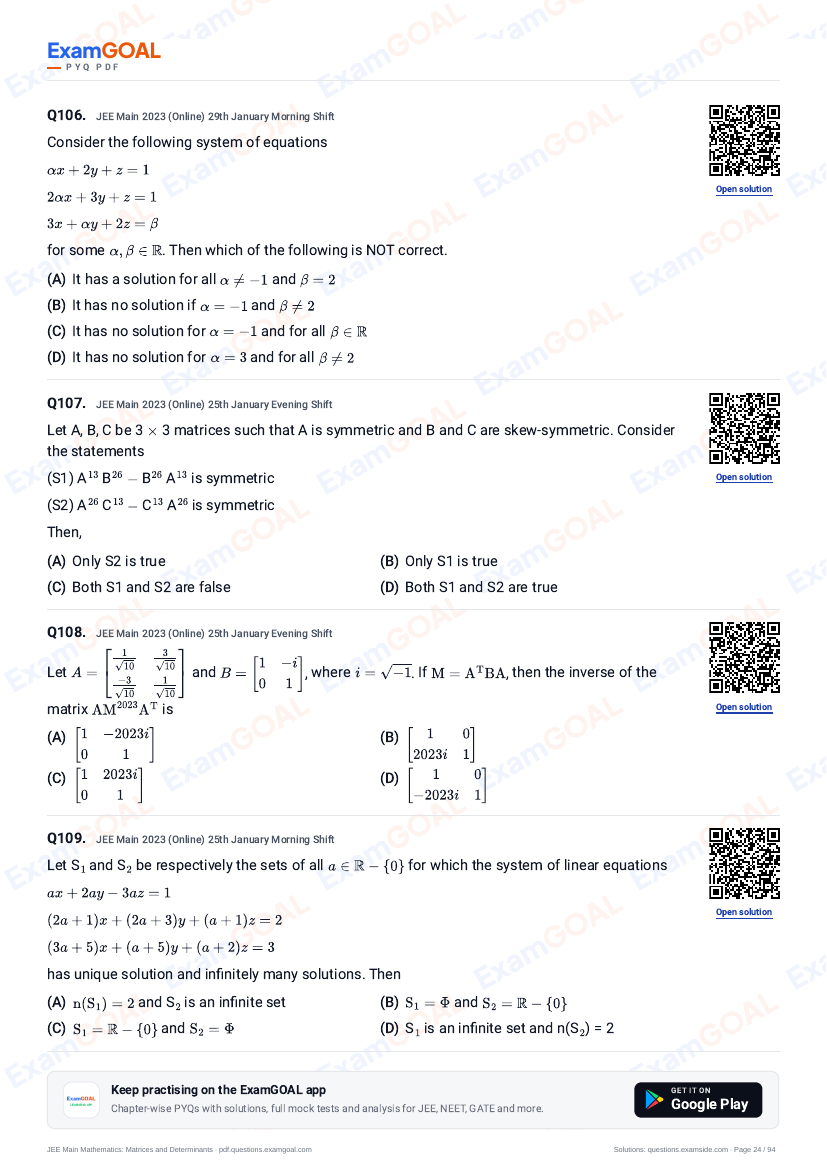 ExamGOAL
PYQ PDF
Q106. JEE Main 2023 (Online) 29th January Morning Shift
Consider the following system of equations
αx + 2y + z = 1
2αx + 3y + z = 1
3x + αy + 2z = β
for some α, β ∈ ℝ. Then which of the following is NOT correct.
(A) It has a solution for all α ≠ −1 and β = 2
(B) It has no solution if α = −1 and β ≠ 2
(C) It has no solution for α = −1 and for all β ∈ ℝ
(D) It has no solution for α = 3 and for all β ≠ 2
Open solution
Q107. JEE Main 2023 (Online) 25th January Evening Shift
Let A, B, C be 3 × 3 matrices such that A is symmetric and B and C are skew-symmetric. Consider
the statements
(S1) A¹³ B²⁶ − B²⁶ A¹³ is symmetric
(S2) A²⁶ C¹³ − C¹³ A²⁶ is symmetric
Then,
(A) Only S2 is true (B) Only S1 is true
(C) Both S1 and S2 are false (D) Both S1 and S2 are true
Open solution
Q108. JEE Main 2023 (Online) 25th January Evening Shift
Let A = [1/√10 3/√10; −3/√10 1/√10] and B = [1 −i; 0 1], where i = √−1. If M = AᵀBA, then the inverse of the
matrix AM²⁰²³Aᵀ is
(A) [1 −2023i; 0 1] (B) [1 0; 2023i 1]
(C) [1 2023i; 0 1] (D) [1 0; −2023i 1]
Open solution
Q109. JEE Main 2023 (Online) 25th January Morning Shift
Let S₁ and S₂ be respectively the sets of all a ∈ ℝ − {0} for which the system of linear equations
ax + 2ay − 3az = 1
(2a + 1)x + (2a + 3)y + (a + 1)z = 2
(3a + 5)x + (a + 5)y + (a + 2)z = 3
has unique solution and infinitely many solutions. Then
(A) n(S₁) = 2 and S₂ is an infinite set (B) S₁ = Φ and S₂ = ℝ − {0}
(C) S₁ = ℝ − {0} and S₂ = Φ (D) S₁ is an infinite set and n(S₂) = 2
Open solution
ExamGOAL
Keep practising on the ExamGOAL app
Chapter-wise PYQs with solutions, full mock tests and analysis for JEE, NEET, GATE and more.
GET IT ON
Google Play
JEE Main Mathematics: Matrices and Determinants · pdf.questions.examgoal.com
Solutions: questions.examside.com · Page 24 / 94